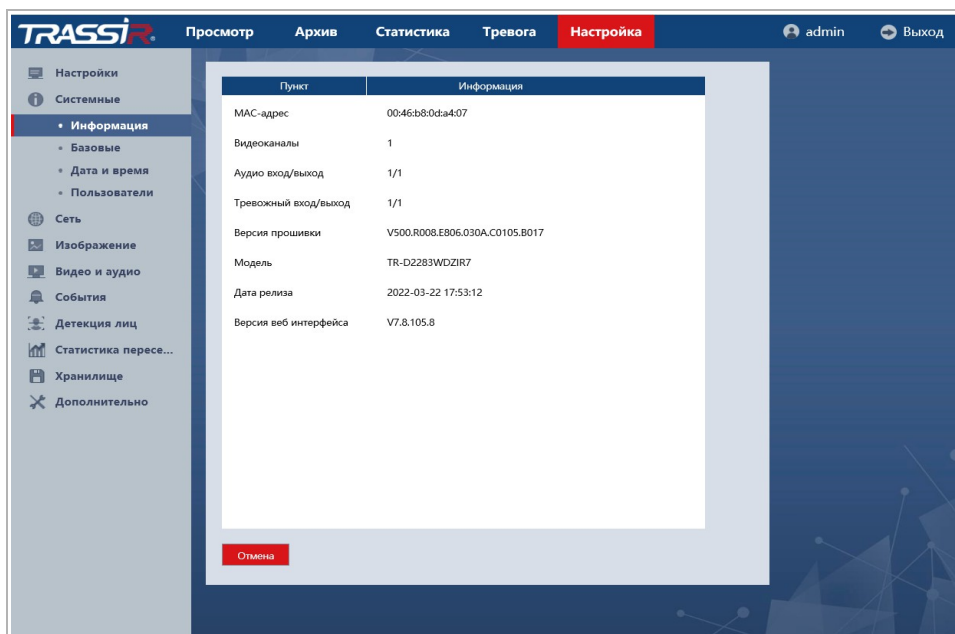 TRASSIR Просмотр Архив Статистика Тревога Настройка admin Выход
Настройки
Системные
Информация
Базовые
Дата и время
Пользователи
Сеть
Изображение
Видео и аудио
События
Детекция лиц
Статистика пересе...
Хранилище
Дополнительно
Пункт Информация
MAC-адрес 00:46:b8:0d:a4:07
Видеоканалы 1
Аудио вход/выход 1/1
Тревожный вход/выход 1/1
Версия прошивки V500.R008.E806.030A.C0105.B017
Модель TR-D2283WDZIR7
Дата релиза 2022-03-22 17:53:12
Версия веб интерфейса V7.8.105.8
Отмена